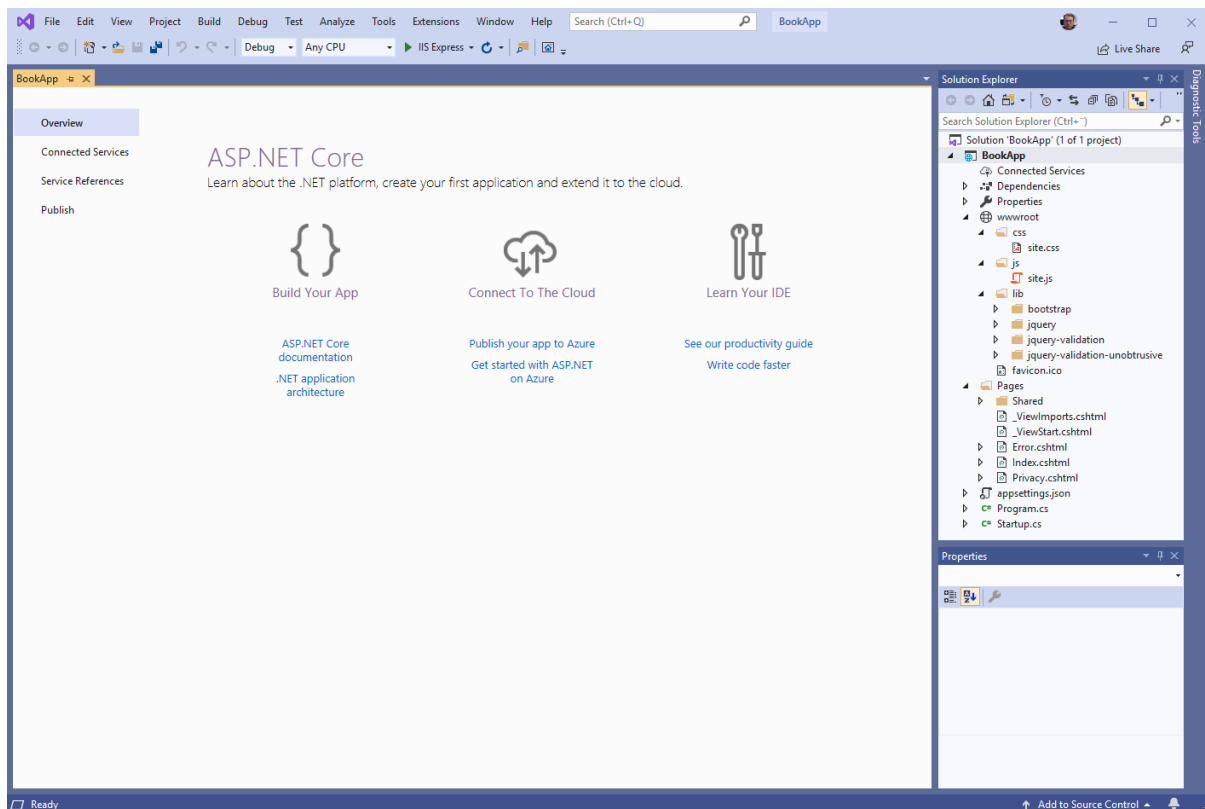 File Edit View Project Build Debug Test Analyze Tools Extensions Window Help Search (Ctrl+Q) BookApp
Debug Any CPU IIS Express Live Share
BookApp
Overview
Connected Services
Service References
Publish
ASP.NET Core
Learn about the .NET platform, create your first application and extend it to the cloud.
Build Your App
ASP.NET Core
documentation
.NET application
architecture
Connect To The Cloud
Publish your app to Azure
Get started with ASP.NET
on Azure
Learn Your IDE
See our productivity guide
Write code faster
Solution Explorer
Search Solution Explorer (Ctrl+¨)
Solution 'BookApp' (1 of 1 project)
BookApp
Connected Services
Dependencies
Properties
wwwroot
css
site.css
js
site.js
lib
bootstrap
jquery
jquery-validation
jquery-validation-unobtrusive
favicon.ico
Pages
Shared
_ViewImports.cshtml
_ViewStart.cshtml
Error.cshtml
Index.cshtml
Privacy.cshtml
appsettings.json
C# Program.cs
C# Startup.cs
Properties
Diagnostic Tools
Ready
Add to Source Control